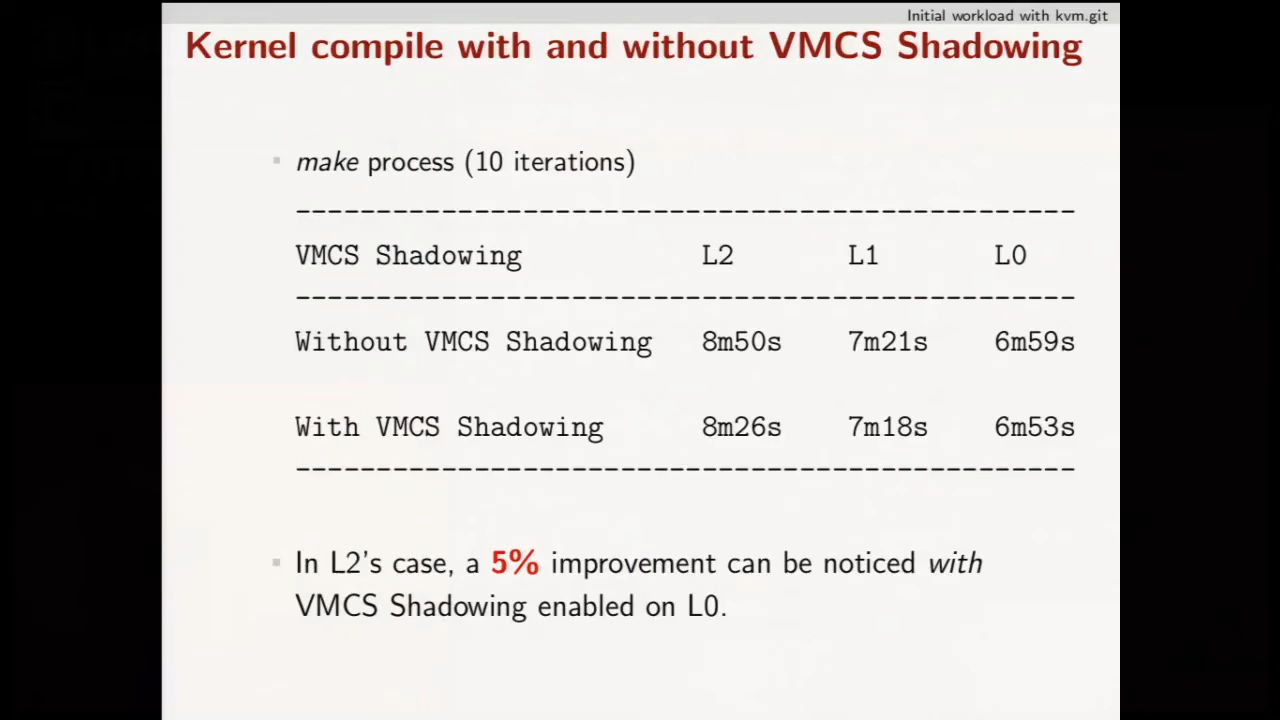 Initial workload with kvm.git
Kernel compile with and without VMCS Shadowing
make process (10 iterations)
------------------------------------------------
VMCS Shadowing L2 L1 L0
------------------------------------------------
Without VMCS Shadowing 8m50s 7m21s 6m59s
With VMCS Shadowing 8m26s 7m18s 6m53s
------------------------------------------------
In L2's case, a 5% improvement can be noticed with
VMCS Shadowing enabled on L0.